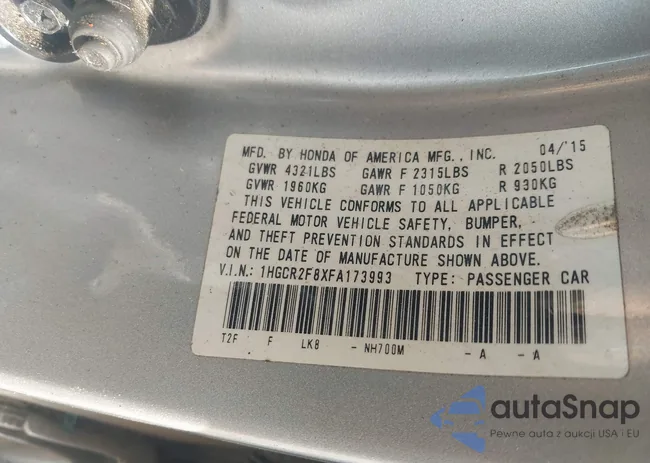 MFD. BY HONDA OF AMERICA MFG., INC. 04/'15
GVWR 4321LBS GAWR F 2315LBS R 2050LBS
GVWR 1960KG GAWR F 1050KG R 930KG
THIS VEHICLE CONFORMS TO ALL APPLICABLE
FEDERAL MOTOR VEHICLE SAFETY, BUMPER,
AND THEFT PREVENTION STANDARDS IN EFFECT
ON THE DATE OF MANUFACTURE SHOWN ABOVE.
V.I.N.: 1HGCR2F8XFA173993 TYPE: PASSENGER CAR
T2F F LK8 - NH700M - A - A
autaSnap
Pewne auta z aukcji USA i EU